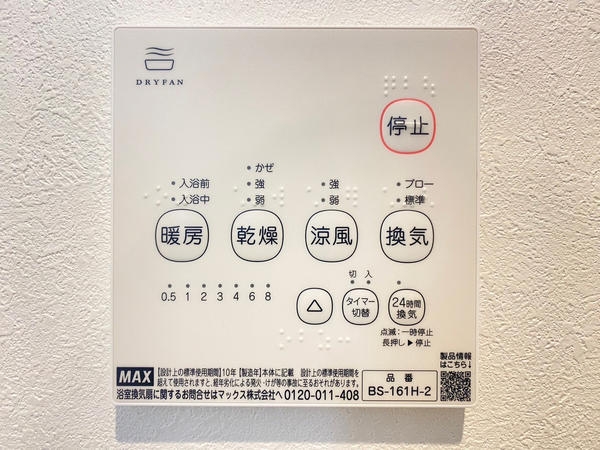 DRYFAN
停止
かぜ
入浴前 強 強 ブロー
入浴中 弱 弱 標準
暖房 乾燥 涼風 換気
切 入
0.5 1 2 3 4 6 8
△ タイマー切替 24時間換気
点滅:一時停止
長押し▶停止
製品情報
はこちら↓
MAX 【設計上の標準使用期間】10年【製造年】本体に記載 設計上の標準使用期間を
超えて使用されますと、経年劣化による発火・けが等の事故に至るおそれがあります。
浴室換気扇に関するお問合せはマックス株式会社へ 0120-011-408
品番
BS-161H-2